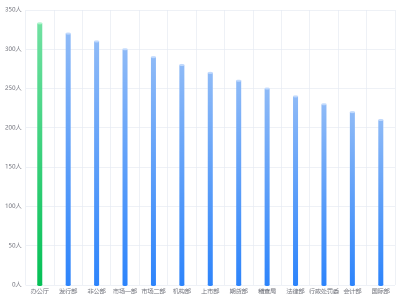 350人
300人
250人
200人
150人
100人
50人
0人
办公厅 发行部 非公部 市场一部 市场二部 机构部 上市部 期货部 稽查局 法律部 行政处罚委 会计部 国际部